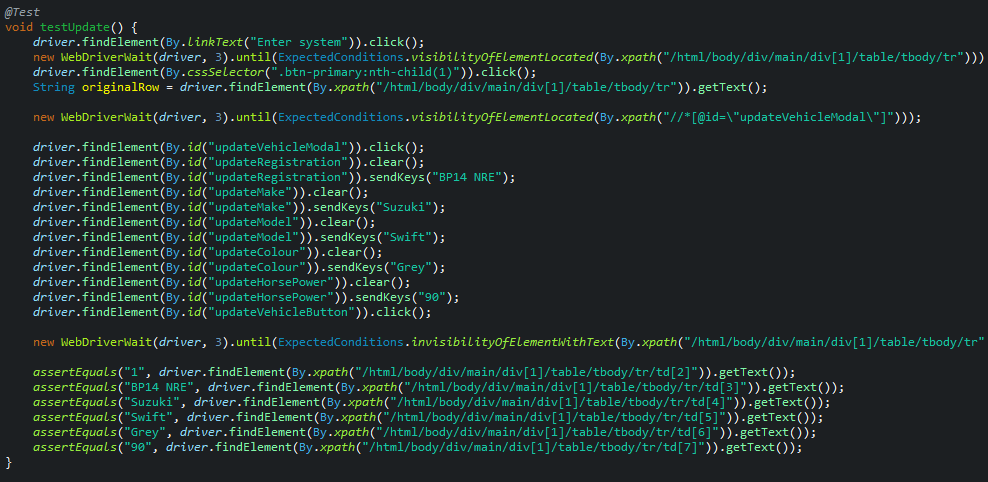 @Test
void testUpdate() {
    driver.findElement(By.linkText("Enter system")).click();
    new WebDriverWait(driver, 3).until(ExpectedConditions.visibilityOfElementLocated(By.xpath("/html/body/div/main/div[1]/table/tbody/tr")))
    driver.findElement(By.cssSelector(".btn-primary:nth-child(1)")).click();
    String originalRow = driver.findElement(By.xpath("/html/body/div/main/div[1]/table/tbody/tr")).getText();

    new WebDriverWait(driver, 3).until(ExpectedConditions.visibilityOfElementLocated(By.xpath("//*[@id=\"updateVehicleModal\"]")));

    driver.findElement(By.id("updateVehicleModal")).click();
    driver.findElement(By.id("updateRegistration")).clear();
    driver.findElement(By.id("updateRegistration")).sendKeys("BP14 NRE");
    driver.findElement(By.id("updateMake")).clear();
    driver.findElement(By.id("updateMake")).sendKeys("Suzuki");
    driver.findElement(By.id("updateModel")).clear();
    driver.findElement(By.id("updateModel")).sendKeys("Swift");
    driver.findElement(By.id("updateColour")).clear();
    driver.findElement(By.id("updateColour")).sendKeys("Grey");
    driver.findElement(By.id("updateHorsePower")).clear();
    driver.findElement(By.id("updateHorsePower")).sendKeys("90");
    driver.findElement(By.id("updateVehicleButton")).click();

    new WebDriverWait(driver, 3).until(ExpectedConditions.invisibilityOfElementWithText(By.xpath("/html/body/div/main/div[1]/table/tbody/tr"

    assertEquals("1", driver.findElement(By.xpath("/html/body/div/main/div[1]/table/tbody/tr/td[2]")).getText());
    assertEquals("BP14 NRE", driver.findElement(By.xpath("/html/body/div/main/div[1]/table/tbody/tr/td[3]")).getText());
    assertEquals("Suzuki", driver.findElement(By.xpath("/html/body/div/main/div[1]/table/tbody/tr/td[4]")).getText());
    assertEquals("Swift", driver.findElement(By.xpath("/html/body/div/main/div[1]/table/tbody/tr/td[5]")).getText());
    assertEquals("Grey", driver.findElement(By.xpath("/html/body/div/main/div[1]/table/tbody/tr/td[6]")).getText());
    assertEquals("90", driver.findElement(By.xpath("/html/body/div/main/div[1]/table/tbody/tr/td[7]")).getText());
}